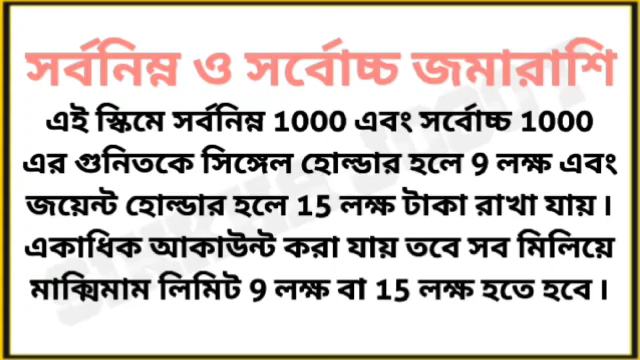 সর্বনিম্ন ও সর্বোচ্চ জমারাশি
এই স্কিমে সর্বনিম্ন 1000 এবং সর্বোচ্চ 1000
এর গুনিতকে সিঙ্গেল হোল্ডার হলে 9 লক্ষ এবং
জয়েন্ট হোল্ডার হলে 15 লক্ষ টাকা রাখা যায়।
একাধিক আকাউন্ট করা যায় তবে সব মিলিয়ে
মাক্সিমাম লিমিট 9 লক্ষ বা 15 লক্ষ হতে হবে।